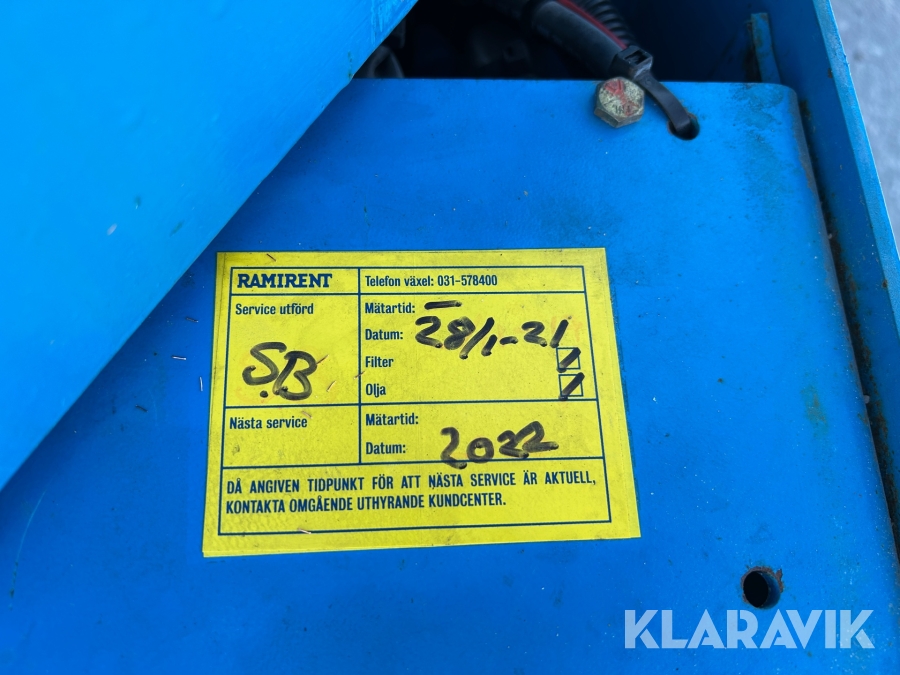 RAMIRENT Telefon växel: 031-578400
Service utförd Mätartid: –
Datum: 28/1-21
S.B Filter
Olja
Nästa service Mätartid:
Datum: 2022
DÅ ANGIVEN TIDPUNKT FÖR ATT NÄSTA SERVICE ÄR AKTUELL,
KONTAKTA OMGÅENDE UTHYRANDE KUNDCENTER.
KLARAVIK